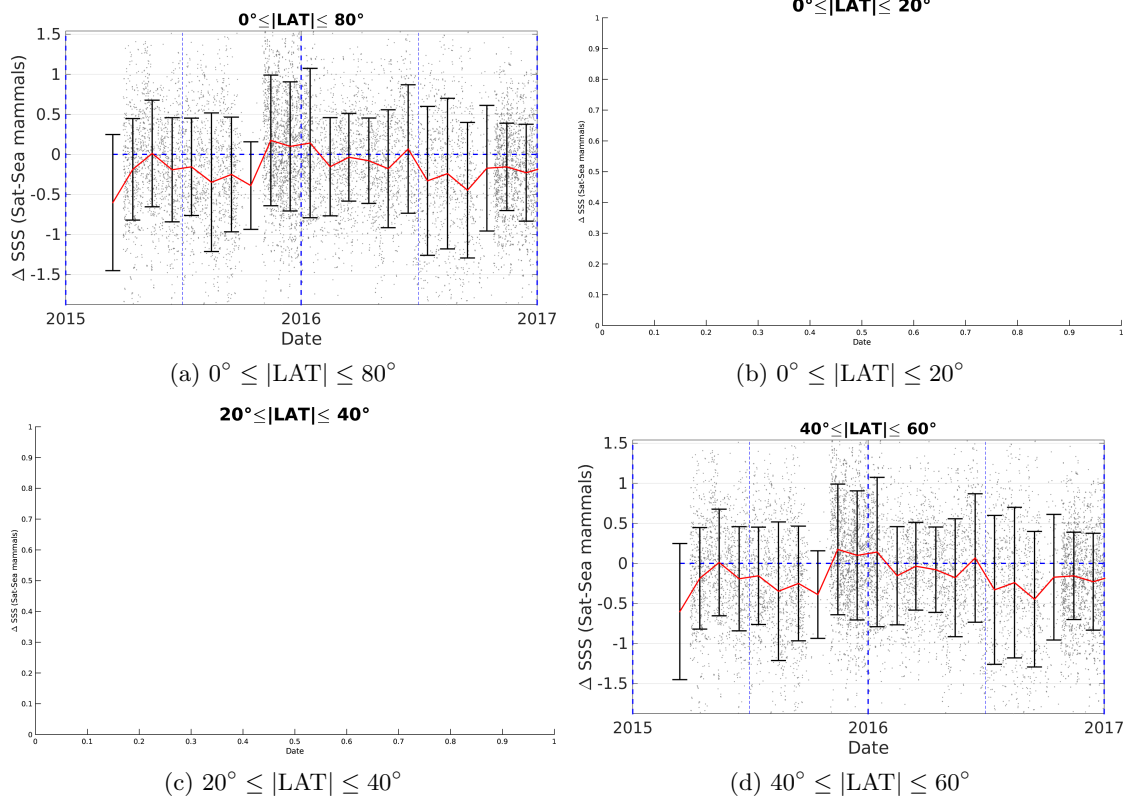 0°≤|LAT|≤ 80°
Δ SSS (Sat-Sea mammals)
1.5
1
0.5
0
-0.5
-1
-1.5
2015 2016 2017
Date
(a) 0° ≤ |LAT| ≤ 80°
0°≤|LAT|≤ 20°
Δ SSS (Sat-Sea mammals)
1
0.9
0.8
0.7
0.6
0.5
0.4
0.3
0.2
0.1
0
0 0.1 0.2 0.3 0.4 0.5 0.6 0.7 0.8 0.9 1
Date
(b) 0° ≤ |LAT| ≤ 20°
20°≤|LAT|≤ 40°
Δ SSS (Sat-Sea mammals)
1
0.9
0.8
0.7
0.6
0.5
0.4
0.3
0.2
0.1
0
0 0.1 0.2 0.3 0.4 0.5 0.6 0.7 0.8 0.9 1
Date
(c) 20° ≤ |LAT| ≤ 40°
40°≤|LAT|≤ 60°
Δ SSS (Sat-Sea mammals)
1.5
1
0.5
0
-0.5
-1
-1.5
2015 2016 2017
Date
(d) 40° ≤ |LAT| ≤ 60°